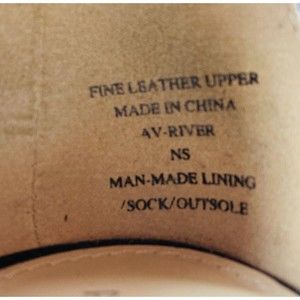 FINE LEATHER UPPER
MADE IN CHINA
AV-RIVER
NS
MAN-MADE LINING
/SOCK/OUTSOLE